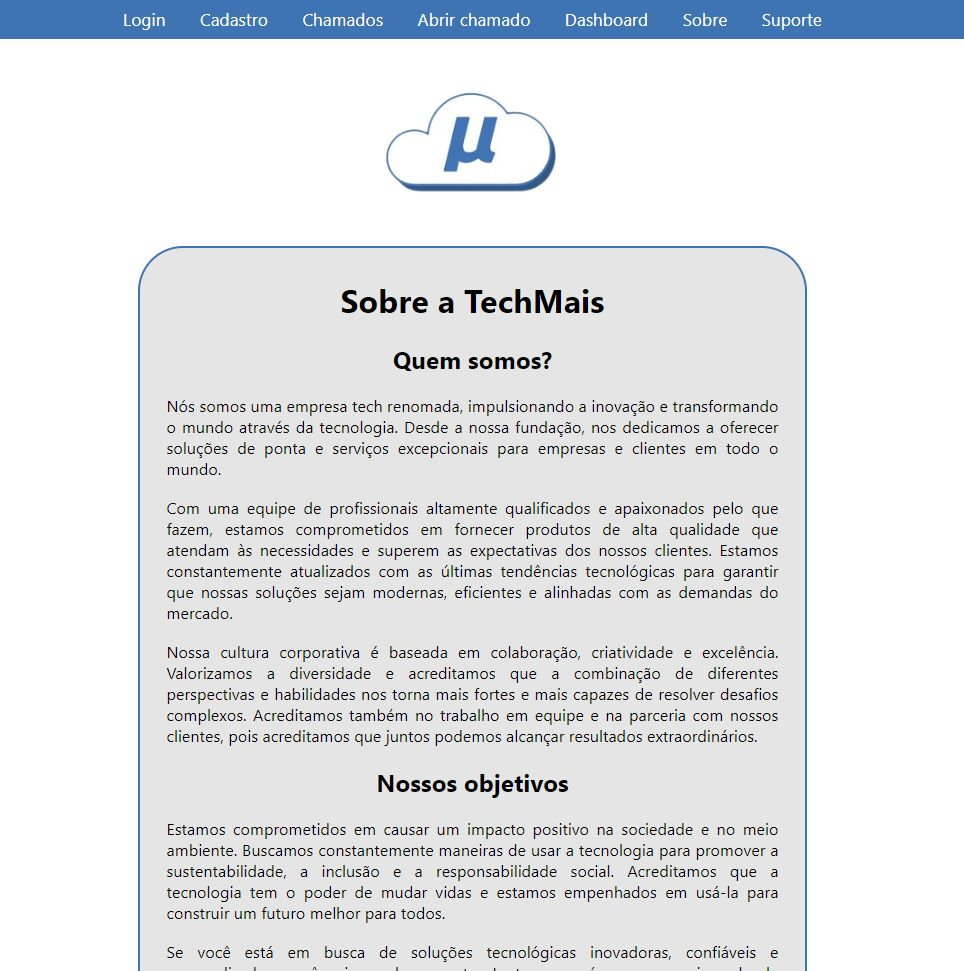 Login Cadastro Chamados Abrir chamado Dashboard Sobre Suporte
µ
Sobre a TechMais
Quem somos?
Nós somos uma empresa tech renomada, impulsionando a inovação e transformando
o mundo através da tecnologia. Desde a nossa fundação, nos dedicamos a oferecer
soluções de ponta e serviços excepcionais para empresas e clientes em todo o
mundo.
Com uma equipe de profissionais altamente qualificados e apaixonados pelo que
fazem, estamos comprometidos em fornecer produtos de alta qualidade que
atendam às necessidades e superem as expectativas dos nossos clientes. Estamos
constantemente atualizados com as últimas tendências tecnológicas para garantir
que nossas soluções sejam modernas, eficientes e alinhadas com as demandas do
mercado.
Nossa cultura corporativa é baseada em colaboração, criatividade e excelência.
Valorizamos a diversidade e acreditamos que a combinação de diferentes
perspectivas e habilidades nos torna mais fortes e mais capazes de resolver desafios
complexos. Acreditamos também no trabalho em equipe e na parceria com nossos
clientes, pois acreditamos que juntos podemos alcançar resultados extraordinários.
Nossos objetivos
Estamos comprometidos em causar um impacto positivo na sociedade e no meio
ambiente. Buscamos constantemente maneiras de usar a tecnologia para promover a
sustentabilidade, a inclusão e a responsabilidade social. Acreditamos que a
tecnologia tem o poder de mudar vidas e estamos empenhados em usá-la para
construir um futuro melhor para todos.
Se você está em busca de soluções tecnológicas inovadoras, confiáveis e